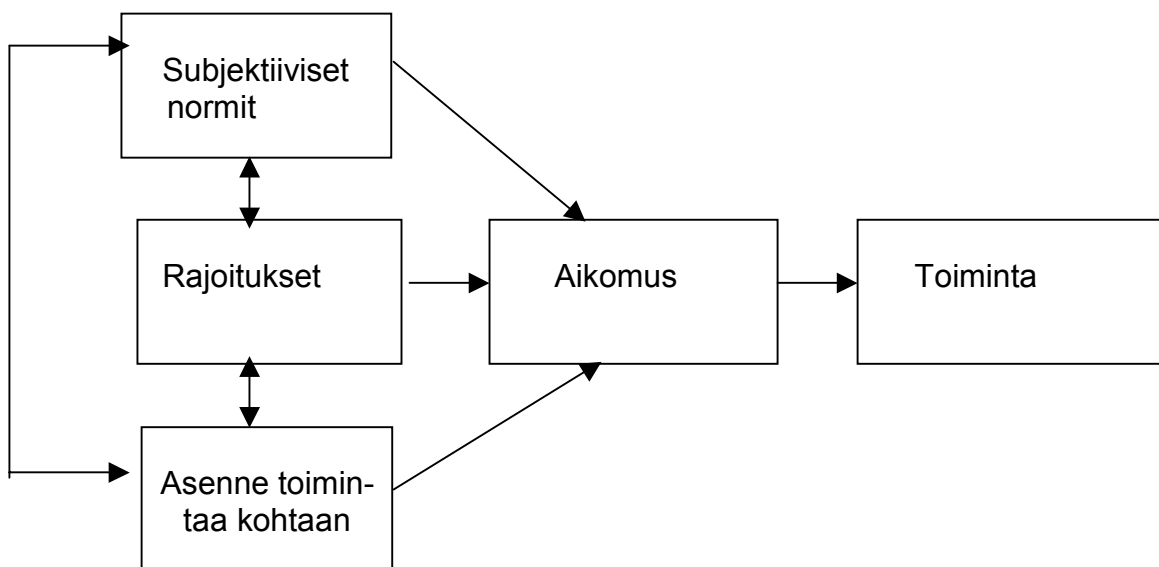 Subjektiiviset
normit
Rajoitukset
Aikomus
Toiminta
Asenne toimin-
taa kohtaan